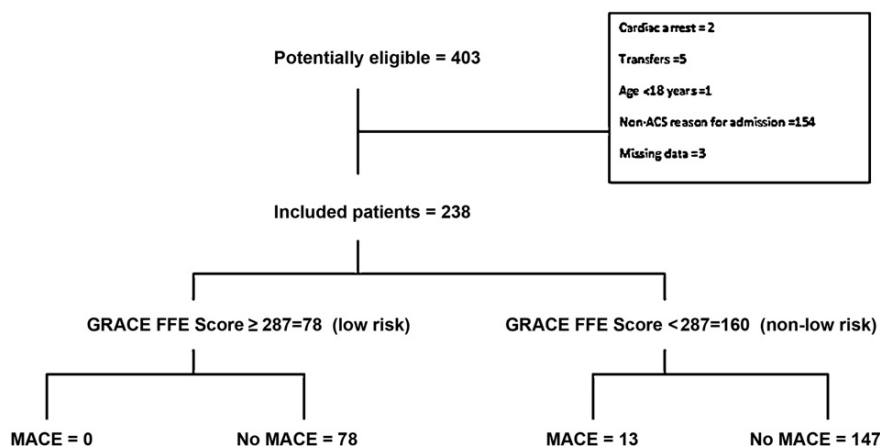 Potentially eligible = 403
Cardiac arrest = 2
Transfers =5
Age <18 years=1
Non-ACS reason for admission =154
Missing data =3
Included patients = 238
GRACE FFE Score ≥ 287=78 (low risk)
GRACE FFE Score <287=160 (non-low risk)
MACE = 0
No MACE = 78
MACE = 13
No MACE = 147